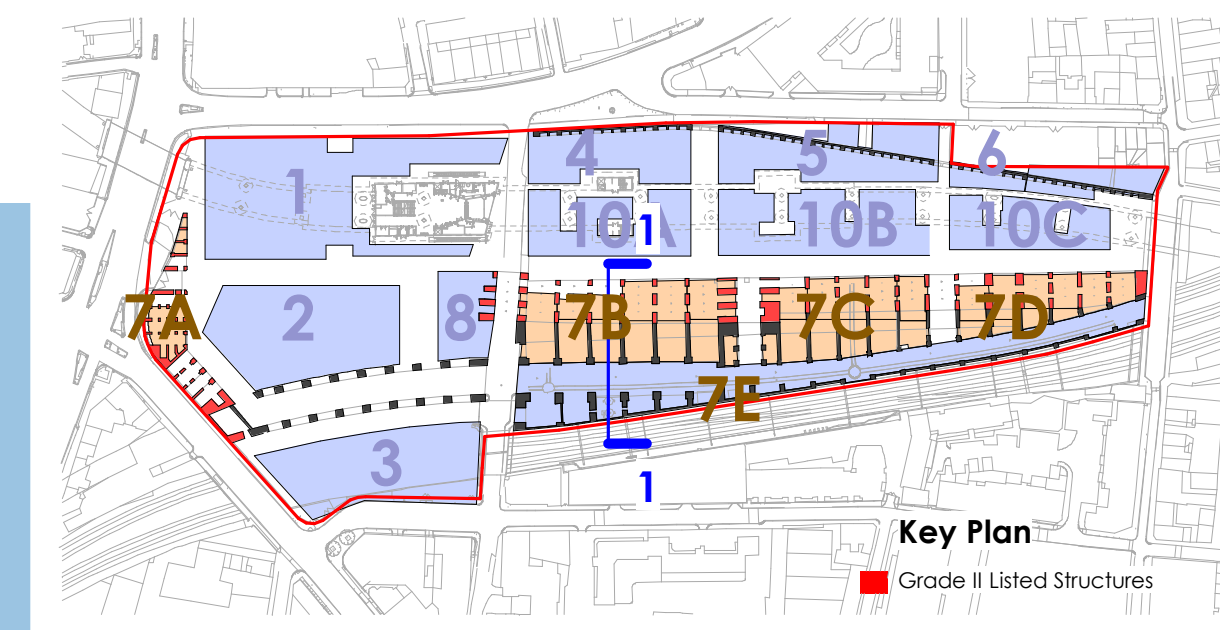 4
5
6
1
10A
1
10B
10C
7A
2
8
7B
7C
7D
7E
3
1
Key Plan
Grade II Listed Structures